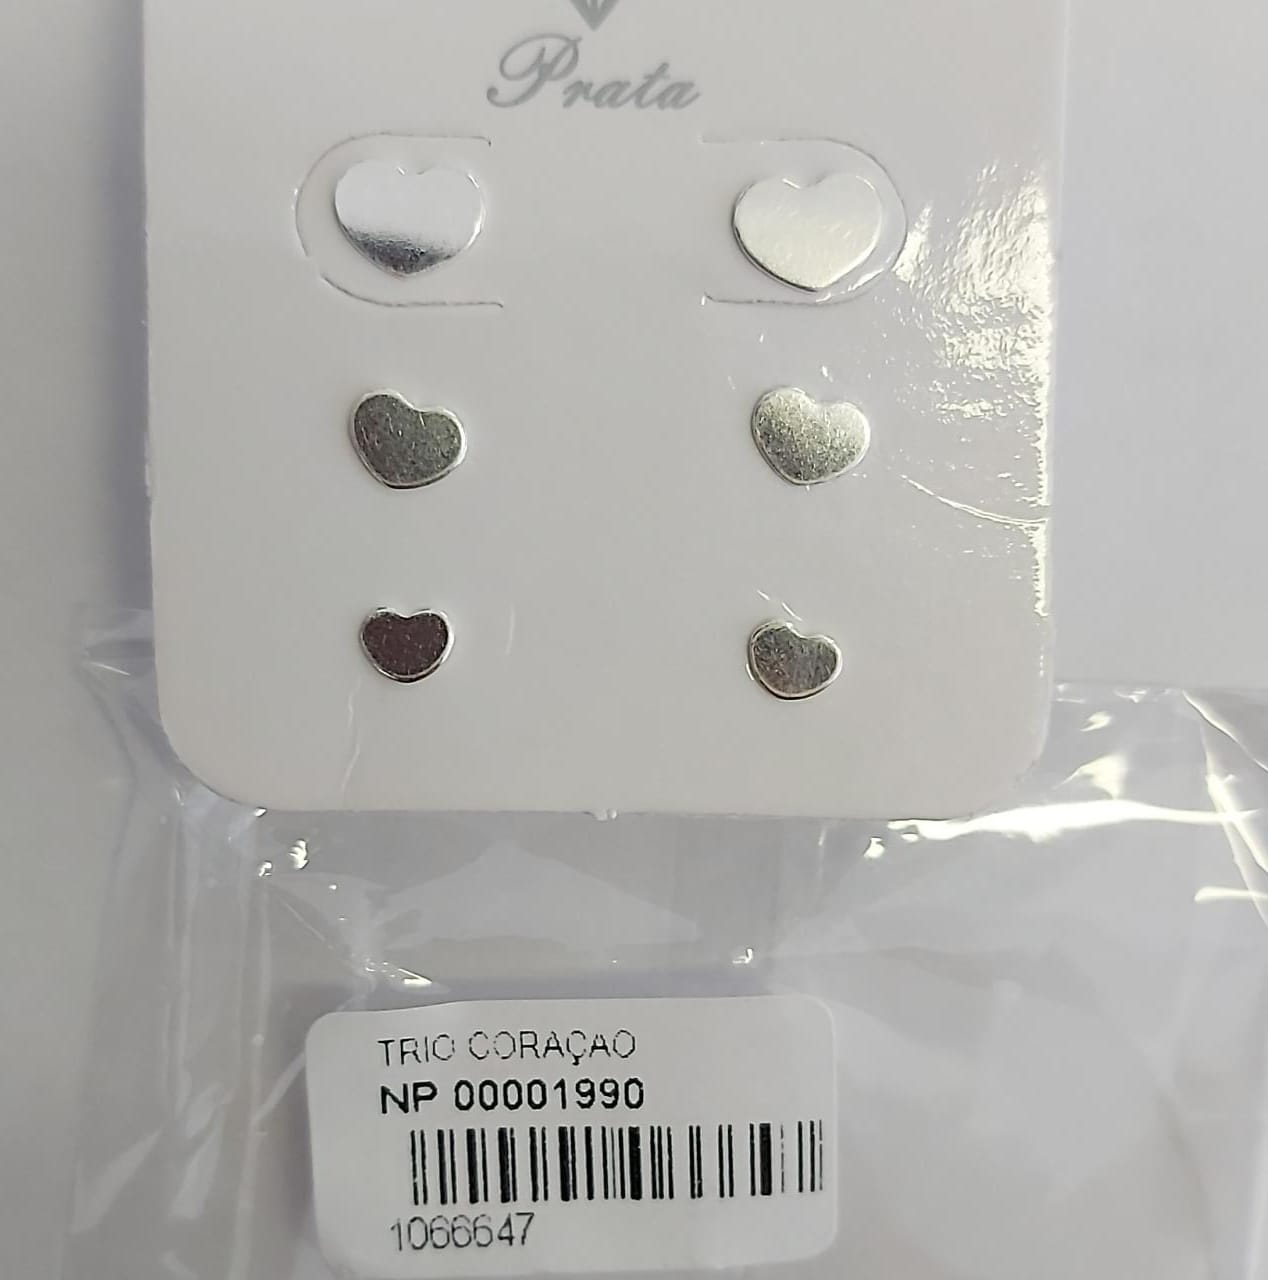 Prata
TRIO CORAÇAO
NP 00001990
1066647